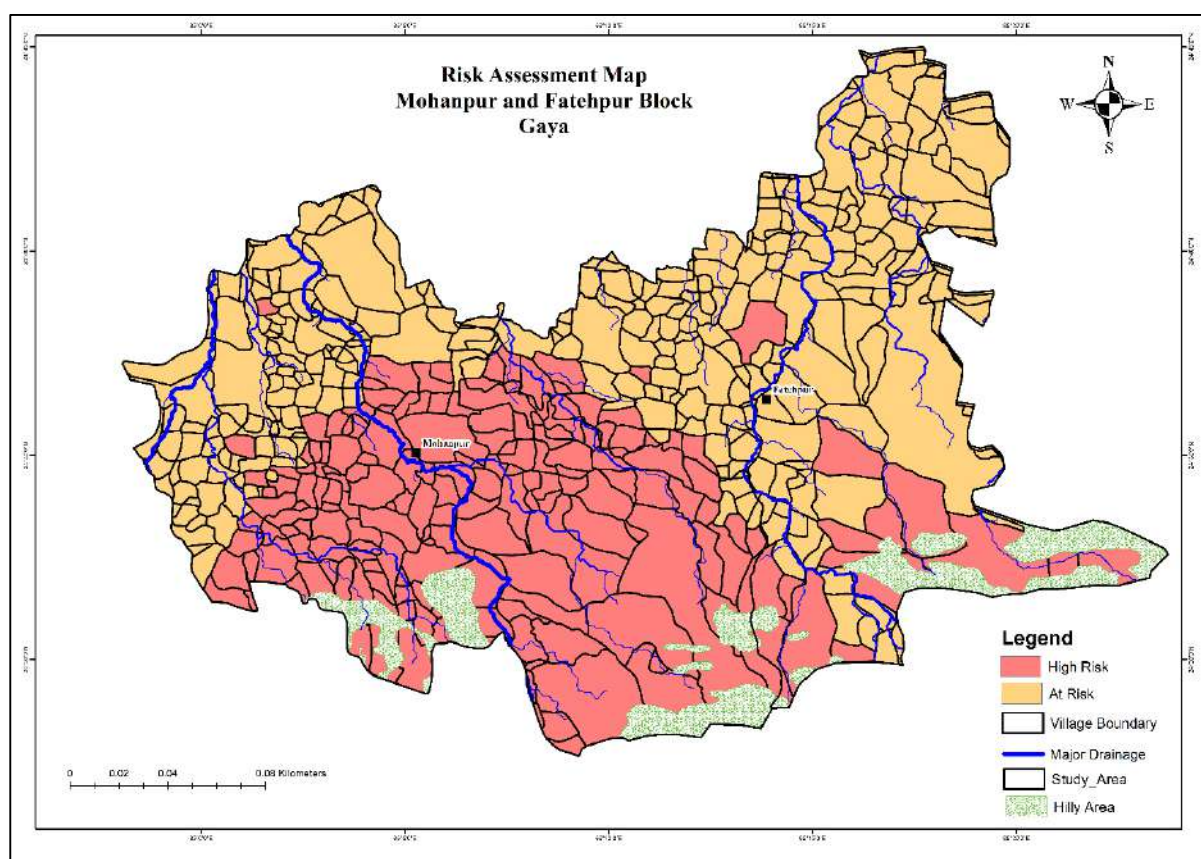 Risk Assessment Map
Mohanpur and Fatehpur Block
Gaya
N
W E
S
Fatehpur
Mohanpur
Legend
High Risk
At Risk
Village Boundary
Major Drainage
Study_Area
Hilly Area
0 0.02 0.04 0.08 Kilometers